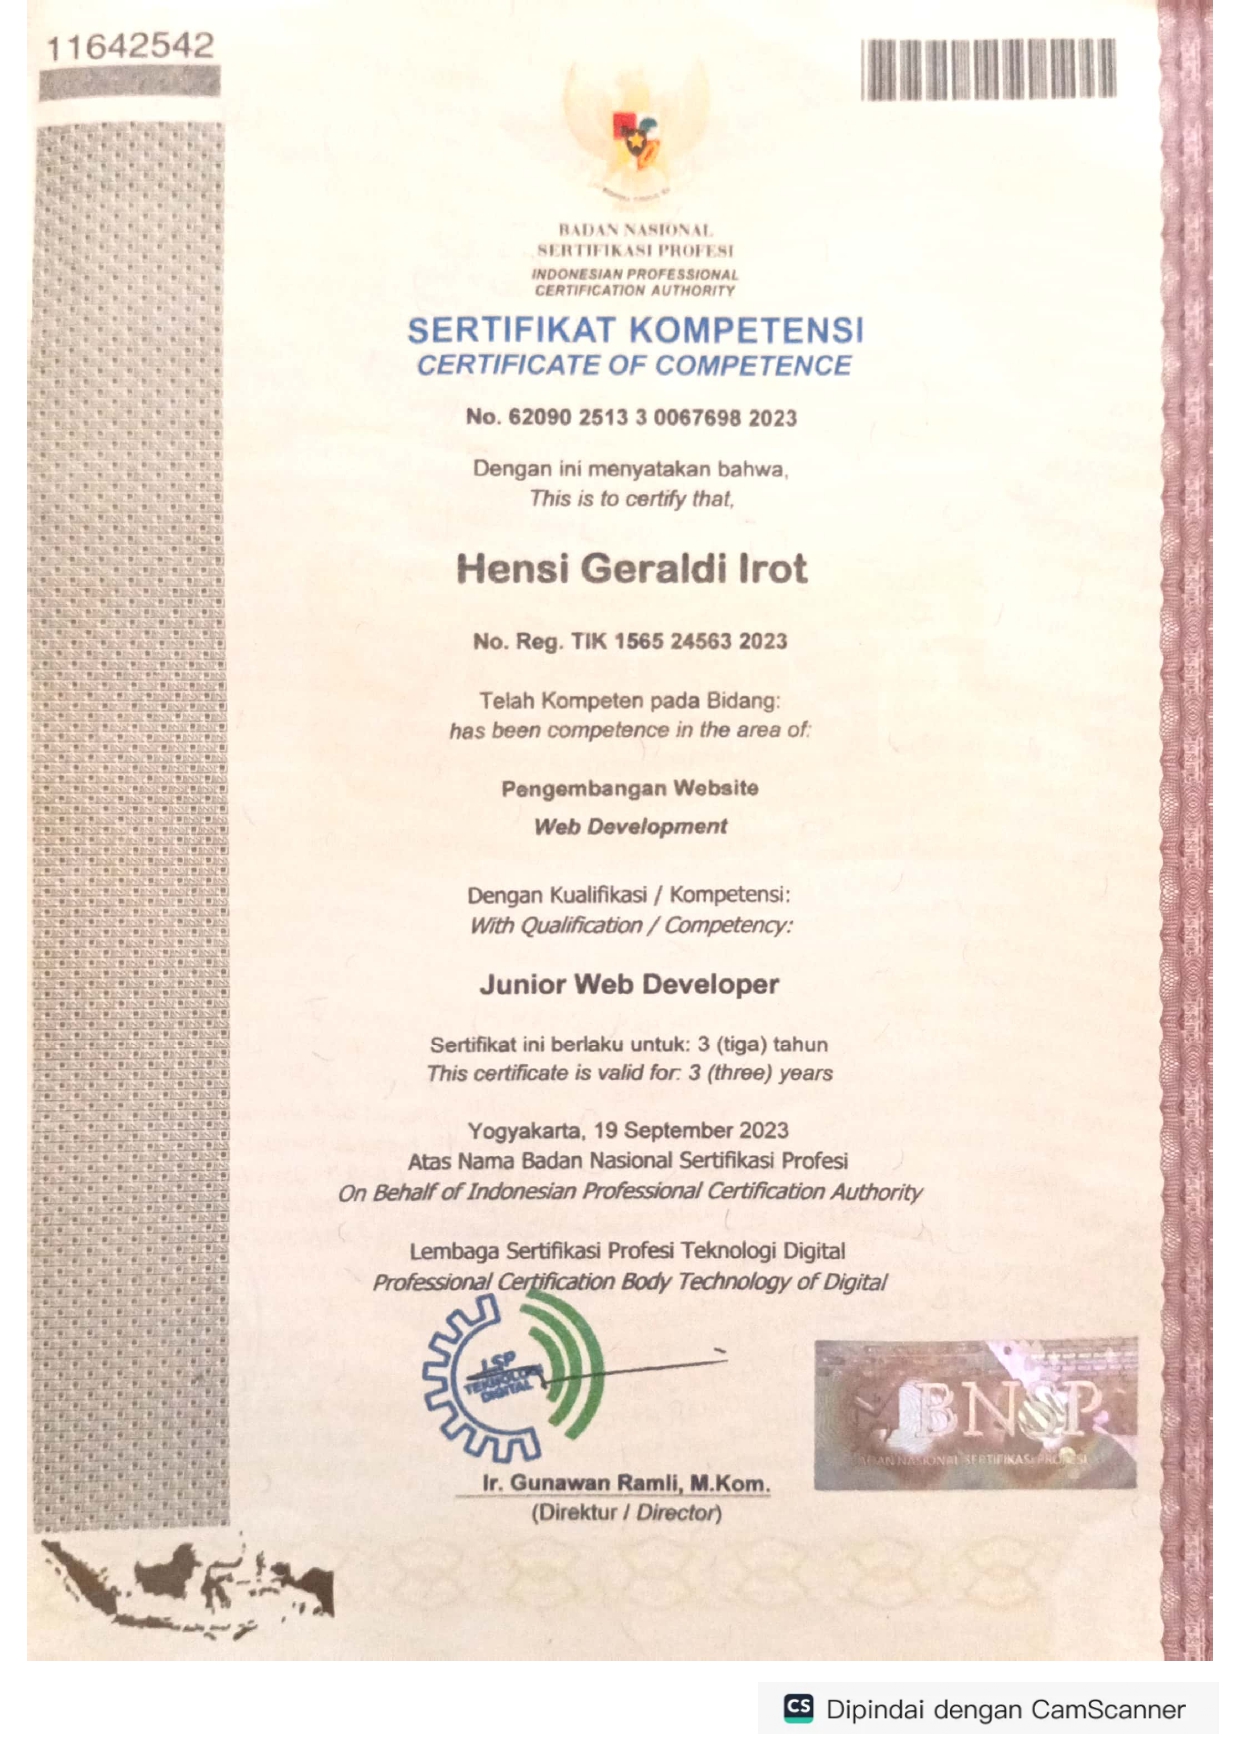 11642542
BADAN NASIONAL
SERTIFIKASI PROFESI
INDONESIAN PROFESSIONAL
CERTIFICATION AUTHORITY
SERTIFIKAT KOMPETENSI
CERTIFICATE OF COMPETENCE
No. 62090 2513 3 0067698 2023
Dengan ini menyatakan bahwa,
This is to certify that,
Hensi Geraldi Irot
No. Reg. TIK 1565 24563 2023
Telah Kompeten pada Bidang:
has been competence in the area of:
Pengembangan Website
Web Development
Dengan Kualifikasi / Kompetensi:
With Qualification / Competency:
Junior Web Developer
Sertifikat ini berlaku untuk: 3 (tiga) tahun
This certificate is valid for: 3 (three) years
Yogyakarta, 19 September 2023
Atas Nama Badan Nasional Sertifikasi Profesi
On Behalf of Indonesian Professional Certification Authority
Lembaga Sertifikasi Profesi Teknologi Digital
Professional Certification Body Technology of Digital
LSP
TEKNOLOGI
DIGITAL
BNSP
BADAN NASIONAL SERTIFIKASI PROFESI
Ir. Gunawan Ramli, M.Kom.
(Direktur / Director)
CS Dipindai dengan CamScanner